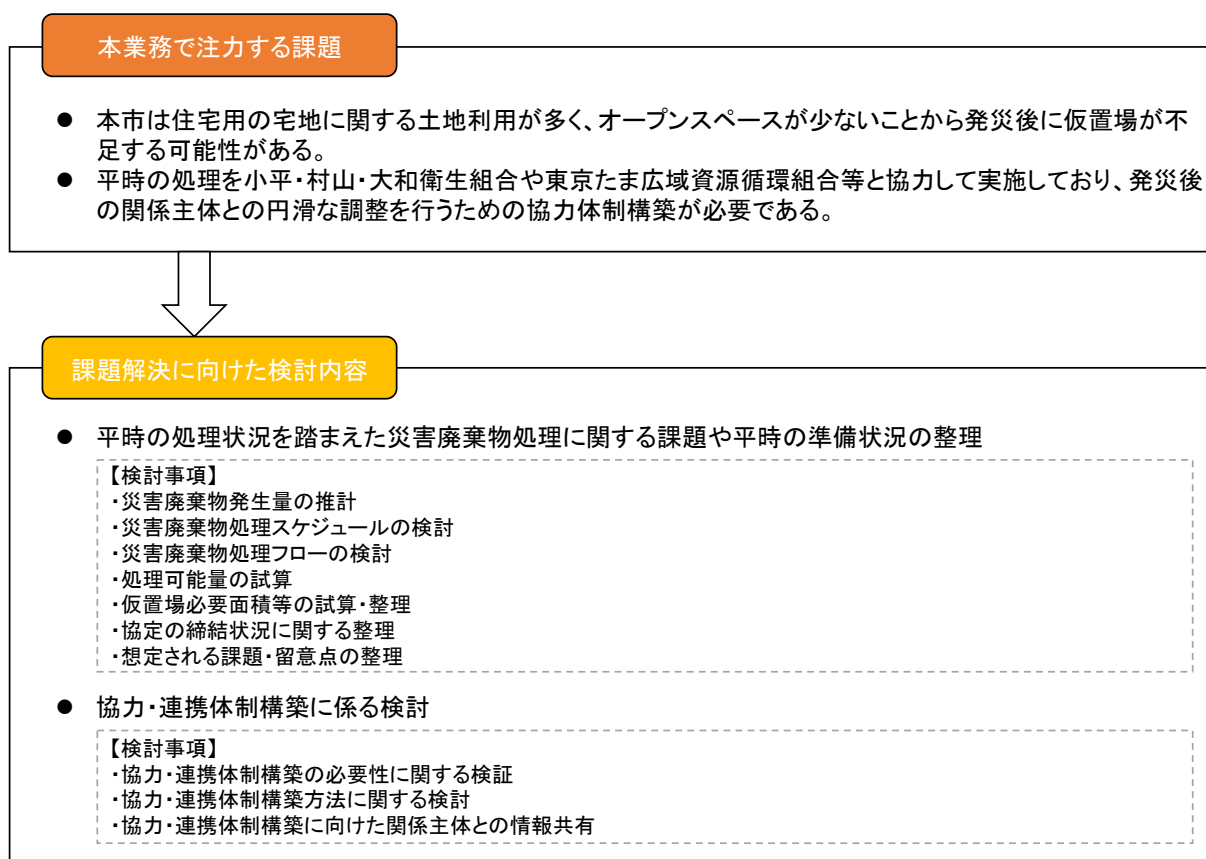 本業務で注力する課題
● 本市は住宅用の宅地に関する土地利用が多く、オープンスペースが少ないことから発災後に仮置場が不
足する可能性がある。
● 平時の処理を小平・村山・大和衛生組合や東京たま広域資源循環組合等と協力して実施しており、発災後
の関係主体との円滑な調整を行うための協力体制構築が必要である。
課題解決に向けた検討内容
● 平時の処理状況を踏まえた災害廃棄物処理に関する課題や平時の準備状況の整理
【検討事項】
・災害廃棄物発生量の推計
・災害廃棄物処理スケジュールの検討
・災害廃棄物処理フローの検討
・処理可能量の試算
・仮置場必要面積等の試算・整理
・協定の締結状況に関する整理
・想定される課題・留意点の整理
● 協力・連携体制構築に係る検討
【検討事項】
・協力・連携体制構築の必要性に関する検証
・協力・連携体制構築方法に関する検討
・協力・連携体制構築に向けた関係主体との情報共有